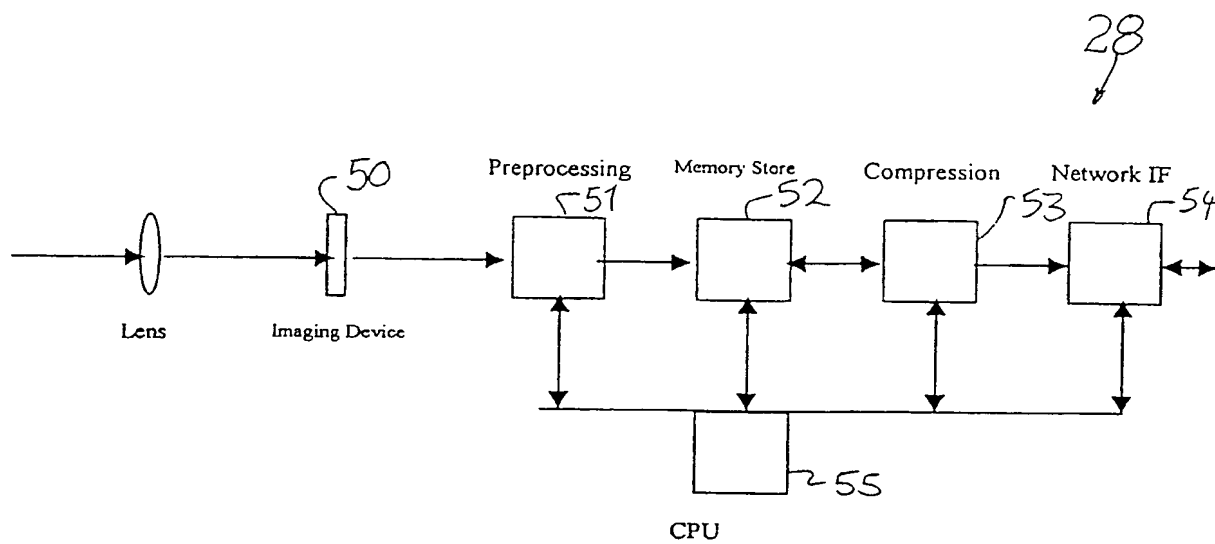 28
50
Preprocessing
Memory Store
Compression
Network IF
51
52
53
54
Lens
Imaging Device
55
CPU